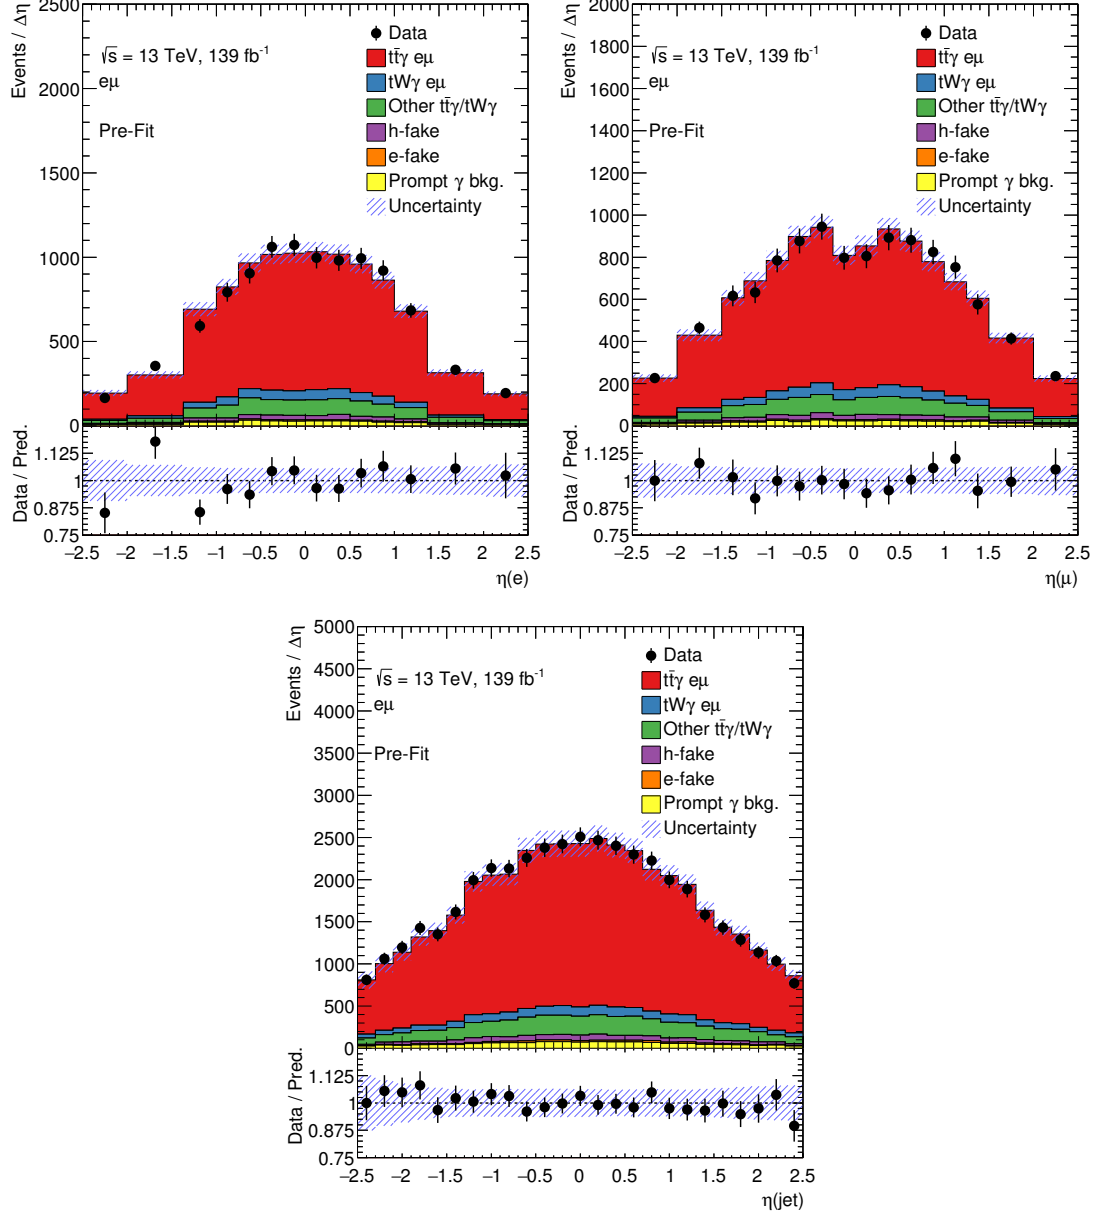 Events / Δη
2500
2000
1500
1000
500
0
√s = 13 TeV, 139 fb⁻¹
eμ
Pre-Fit
Data
tt̄γ eμ
tWγ eμ
Other tt̄γ/tWγ
h-fake
e-fake
Prompt γ bkg.
Uncertainty
Data / Pred.
1.125
1
0.875
0.75
−2.5 −2 −1.5 −1 −0.5 0 0.5 1 1.5 2 2.5
η(e)
Events / Δη
2000
1800
1600
1400
1200
1000
800
600
400
200
0
√s = 13 TeV, 139 fb⁻¹
eμ
Pre-Fit
Data
tt̄γ eμ
tWγ eμ
Other tt̄γ/tWγ
h-fake
e-fake
Prompt γ bkg.
Uncertainty
Data / Pred.
1.125
1
0.875
0.75
−2.5 −2 −1.5 −1 −0.5 0 0.5 1 1.5 2 2.5
η(μ)
Events / Δη
5000
4500
4000
3500
3000
2500
2000
1500
1000
500
0
√s = 13 TeV, 139 fb⁻¹
eμ
Pre-Fit
Data
tt̄γ eμ
tWγ eμ
Other tt̄γ/tWγ
h-fake
e-fake
Prompt γ bkg.
Uncertainty
Data / Pred.
1.125
1
0.875
0.75
−2.5 −2 −1.5 −1 −0.5 0 0.5 1 1.5 2 2.5
η(jet)